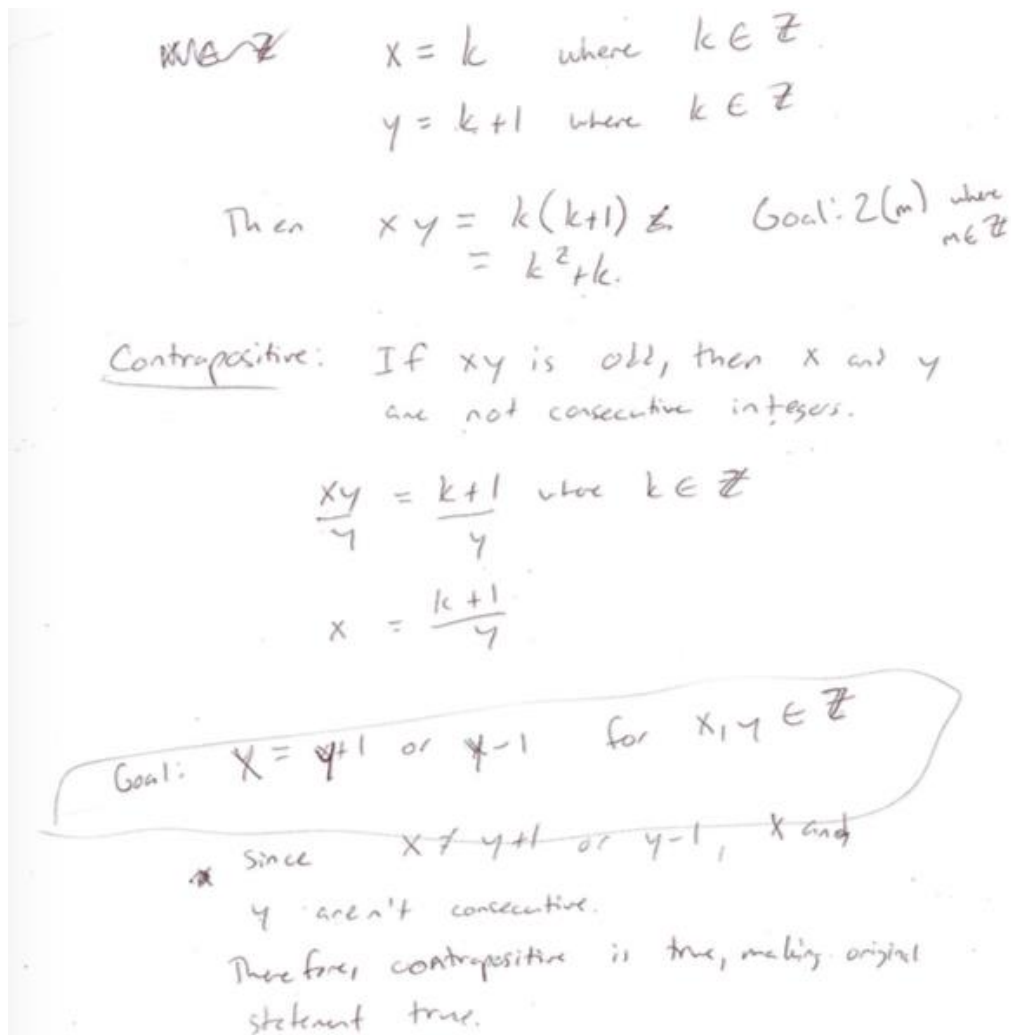 x = k where k ∈ ℤ.
y = k+1 where k ∈ ℤ
Then xy = k(k+1) Goal: 2(m) where
= k²+k. m ∈ ℤ
Contrapositive: If xy is odd, then x and y
are not consecutive integers.
xy/y = (k+1)/y where k ∈ ℤ
x = (k+1)/y
Goal: x = y+1 or y-1 for x, y ∈ ℤ
* Since x ≠ y+1 or y-1, x and
y aren't consecutive.
Therefore, contrapositive is true, making original
statement true.